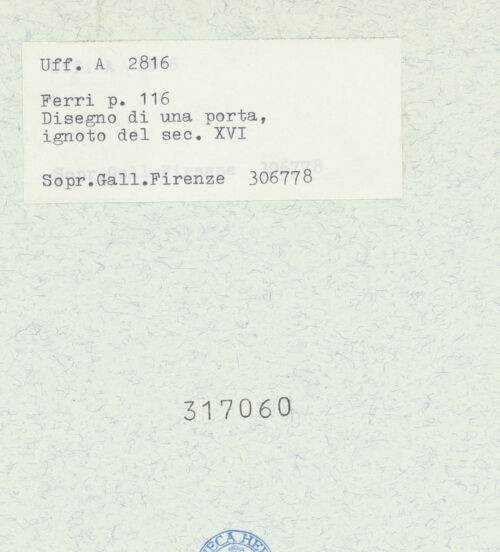 Uff. A 2816
Ferri p. 116
Disegno di una porta,
ignoto del sec. XVI
Sopr.Gall.Firenze 306778
317060